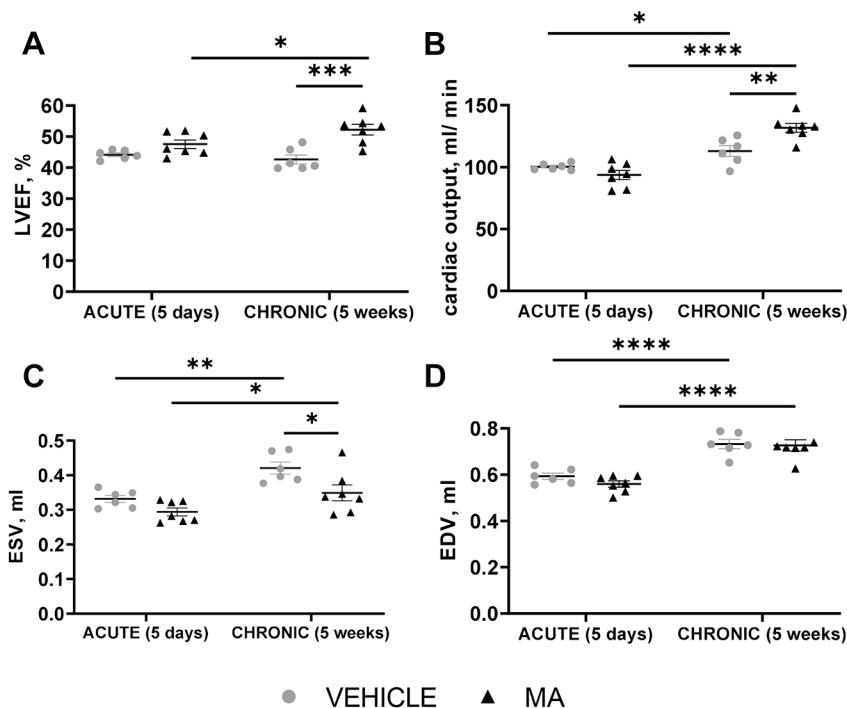 A
*
***
LVEF, %
60
50
40
30
20
10
0
ACUTE (5 days)
CHRONIC (5 weeks)
B
*
****
**
cardiac output, ml/ min
150
100
50
0
ACUTE (5 days)
CHRONIC (5 weeks)
C
**
*
*
ESV, ml
0.5
0.4
0.3
0.2
0.1
0.0
ACUTE (5 days)
CHRONIC (5 weeks)
D
****
****
EDV, ml
0.8
0.6
0.4
0.2
0.0
ACUTE (5 days)
CHRONIC (5 weeks)
VEHICLE
MA